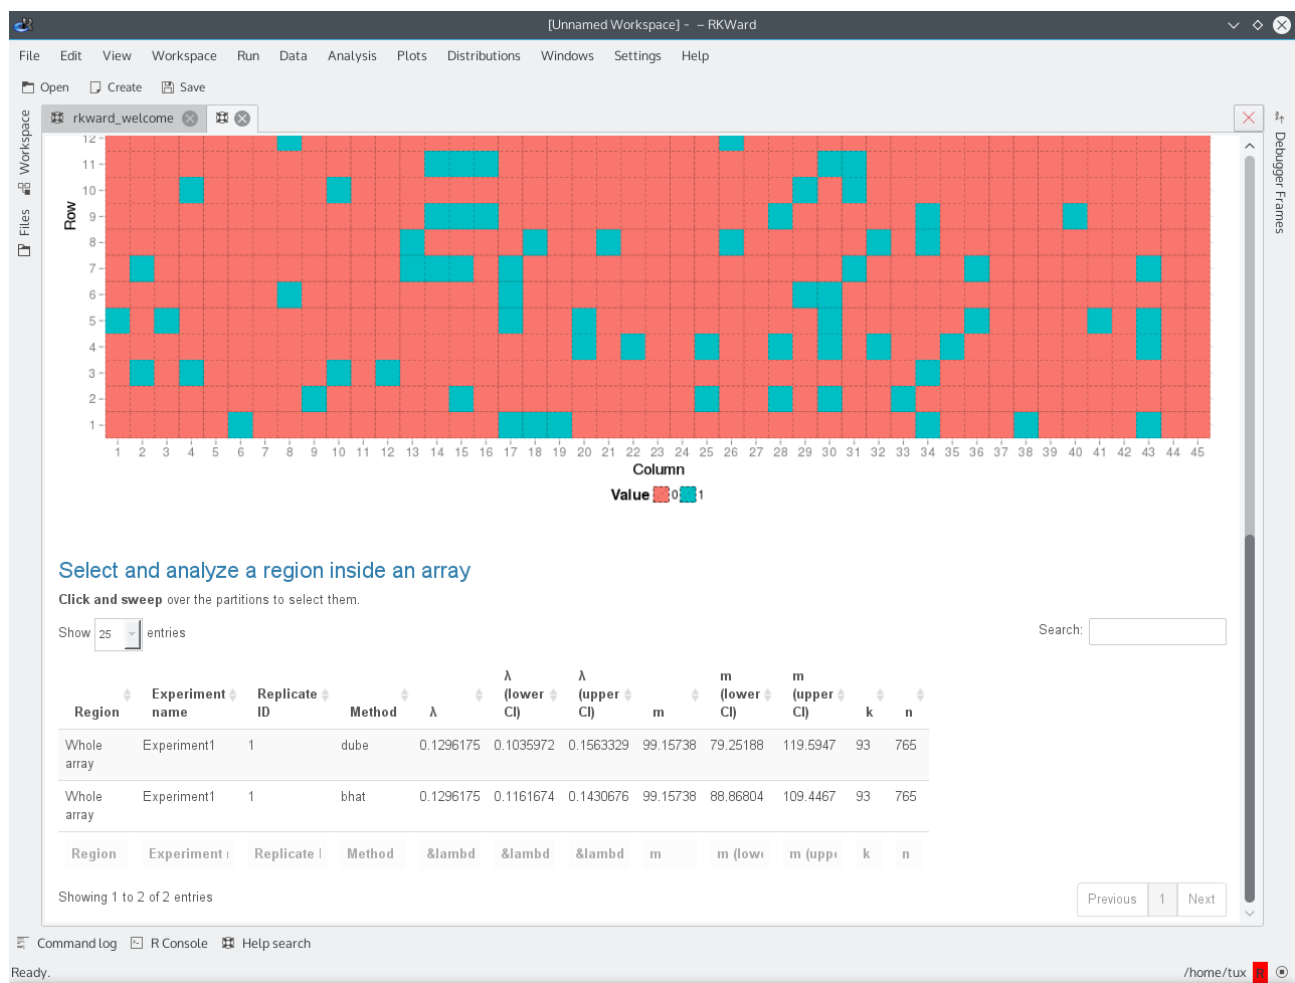 [Unnamed Workspace] - – RKWard
File Edit View Workspace Run Data Analysis Plots Distributions Windows Settings Help
Open Create Save
rkward_welcome
Workspace
Files
Debugger Frames
Row
12
11
10
9
8
7
6
5
4
3
2
1
1 2 3 4 5 6 7 8 9 10 11 12 13 14 15 16 17 18 19 20 21 22 23 24 25 26 27 28 29 30 31 32 33 34 35 36 37 38 39 40 41 42 43 44 45
Column
Value 0 1
Select and analyze a region inside an array
Click and sweep over the partitions to select them.
Show 25 entries
Search:
Region Experiment name Replicate ID Method λ λ (lower CI) λ (upper CI) m m (lower CI) m (upper CI) k n
Whole array Experiment1 1 dube 0.1296175 0.1035972 0.1563329 99.15738 79.25188 119.5947 93 765
Whole array Experiment1 1 bhat 0.1296175 0.1161674 0.1430676 99.15738 88.86804 109.4467 93 765
Region Experiment Replicate Method &lambd &lambd &lambd m m (low m (upp k n
Showing 1 to 2 of 2 entries
Previous 1 Next
Command log R Console Help search
Ready.
/home/tux R